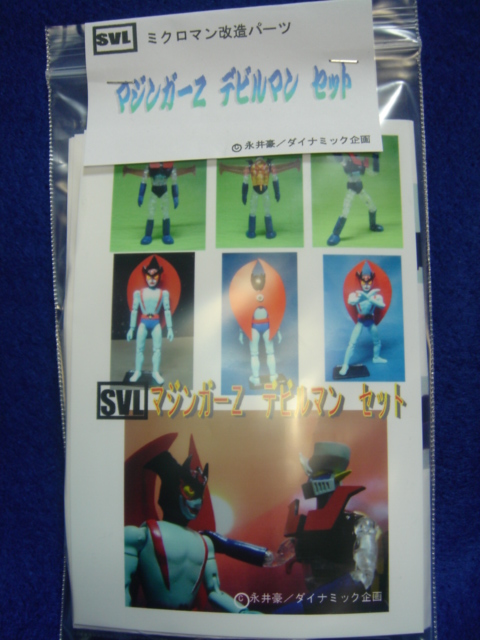 SVL ミクロマン改造パーツ
マジンガーZ デビルマン セット
©永井豪／ダイナミック企画
SVL マジンガーZ デビルマン セット
©永井豪/ダイナミック企画